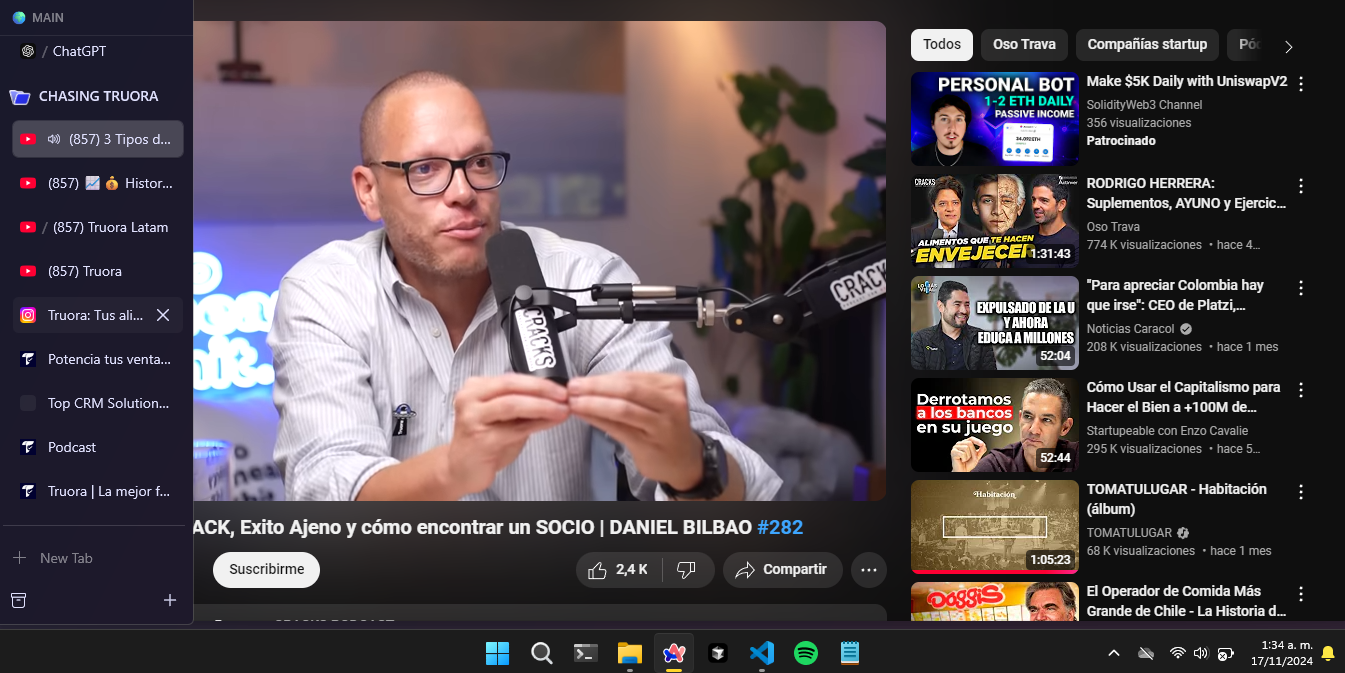 MAIN
/ ChatGPT
CHASING TRUORA
(857) 3 Tipos d...
(857) 📈💰 Histor...
/ (857) Truora Latam
(857) Truora
Truora: Tus ali...
Potencia tus venta...
Top CRM Solution...
Podcast
Truora | La mejor f...
New Tab
CRACKS
CRACKS
ACK, Exito Ajeno y cómo encontrar un SOCIO | DANIEL BILBAO #282
Suscribirme
2,4 K
Compartir
Todos
Oso Trava
Compañías startup
PERSONAL BOT
1-2 ETH DAILY
PASSIVE INCOME
Make $5K Daily with UniswapV2
SolidityWeb3 Channel
356 visualizaciones
Patrocinado
CRACKS
ALIMENTOS QUE TE HACEN
ENVEJECER
1:31:43
RODRIGO HERRERA:
Suplementos, AYUNO y Ejercic...
Oso Trava
774 K visualizaciones • hace 4...
EXPULSADO DE LA U
Y AHORA
EDUCA A MILLONES
52:04
"Para apreciar Colombia hay
que irse": CEO de Platzi,...
Noticias Caracol
208 K visualizaciones • hace 1 mes
Derrotamos
a los bancos
en su juego
52:44
Cómo Usar el Capitalismo para
Hacer el Bien a +100M de...
Startupeable con Enzo Cavalie
295 K visualizaciones • hace 5...
Habitación
1:05:23
TOMATULUGAR - Habitación
(álbum)
TOMATULUGAR
68 K visualizaciones • hace 1 mes
DOGGIS
El Operador de Comida Más
Grande de Chile - La Historia d...
1:34 a. m.
17/11/2024